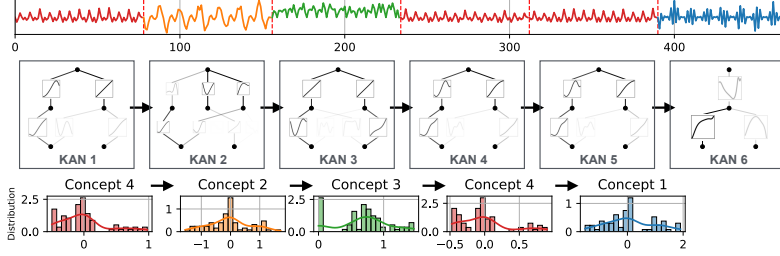 0 100 200 300 400
KAN 1 KAN 2 KAN 3 KAN 4 KAN 5 KAN 6
Concept 4 Concept 2 Concept 3 Concept 4 Concept 1
Distribution
2.5 0.0 0 1
1 0 −1 0 1
2.5 0.0 0 1
2.5 0.0 −0.5 0.0 0.5
1 0 0 2